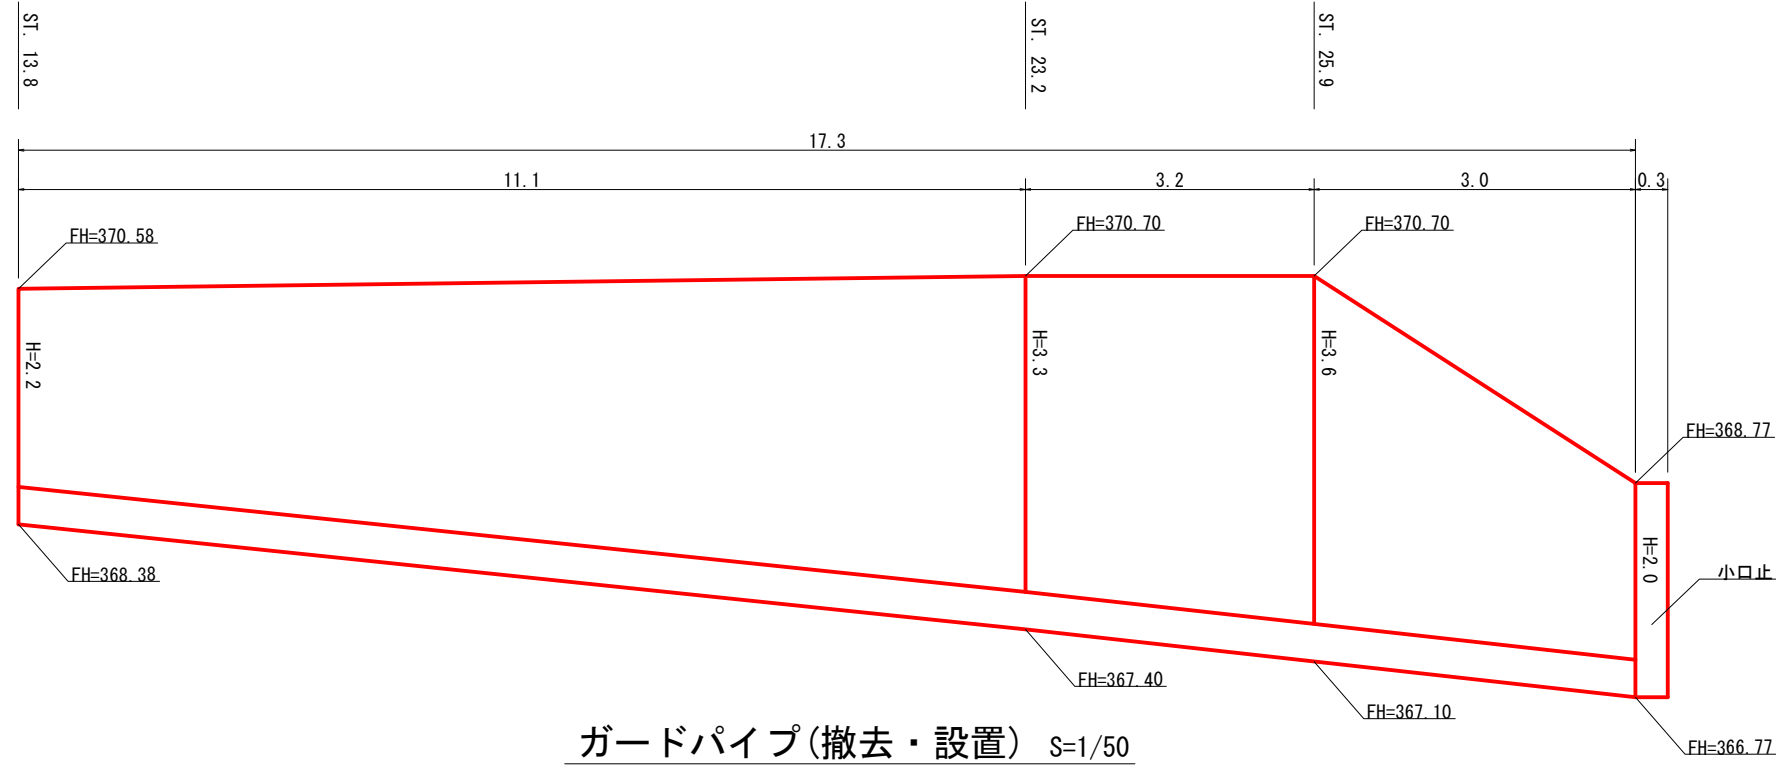 ST. 13.8
ST. 23.2
ST. 25.9
17.3
11.1
3.2
3.0
0.3
FH=370.58
FH=370.70
FH=370.70
H=2.2
H=3.3
H=3.6
FH=368.77
H=2.0
小口止
FH=368.38
FH=367.40
FH=367.10
FH=366.77
ガードパイプ(撤去・設置) S=1/50